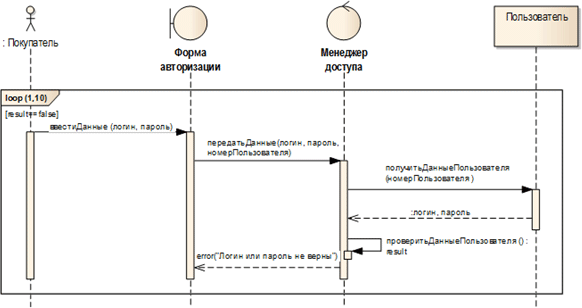 Пользователь
: Покупатель
Форма
авторизации
Менеджер
доступа
loop (1,10)
[result==false]
ввестиДанные (логин, пароль)
передатьДанные(логин, пароль,
номерПользователя)
получитьДанныеПользователя
(номерПользователя )
:логин, пароль
проверитьДанныеПользователя () :
result
error("Логин или пароль не верны")